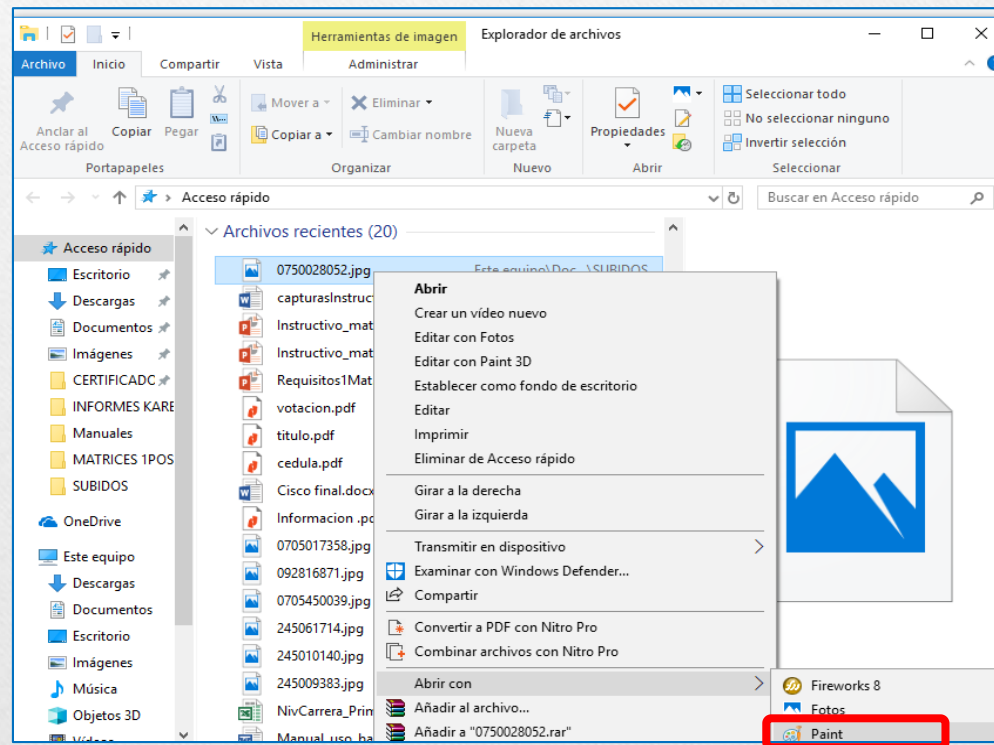 Herramientas de imagen
Explorador de archivos
Archivo
Inicio
Compartir
Vista
Administrar
Anclar al
Acceso rápido
Copiar
Pegar
Portapapeles
Mover a
Copiar a
Eliminar
Cambiar nombre
Organizar
Nueva
carpeta
Nuevo
Propiedades
Abrir
Seleccionar todo
No seleccionar ninguno
Invertir selección
Seleccionar
Acceso rápido
Buscar en Acceso rápido
Acceso rápido
Escritorio
Descargas
Documentos
Imágenes
CERTIFICADC
INFORMES KARE
Manuales
MATRICES 1POS
SUBIDOS
OneDrive
Este equipo
Descargas
Documentos
Escritorio
Imágenes
Música
Objetos 3D
Archivos recientes (20)
0750028052.jpg
Este equipo\Doc...\SUBIDOS
capturasInstruc
Instructivo_mat
Instructivo_mat
Requisitos1Mat
votacion.pdf
titulo.pdf
cedula.pdf
Cisco final.docx
Informacion .pd
0705017358.jpg
092816871.jpg
0705450039.jpg
245061714.jpg
245010140.jpg
245009383.jpg
NivCarrera_Prim
Manual uso ba
Abrir
Crear un vídeo nuevo
Editar con Fotos
Editar con Paint 3D
Establecer como fondo de escritorio
Editar
Imprimir
Eliminar de Acceso rápido
Girar a la derecha
Girar a la izquierda
Transmitir en dispositivo
Examinar con Windows Defender...
Compartir
Convertir a PDF con Nitro Pro
Combinar archivos con Nitro Pro
Abrir con
Añadir al archivo...
Añadir a "0750028052.rar"
Fireworks 8
Fotos
Paint